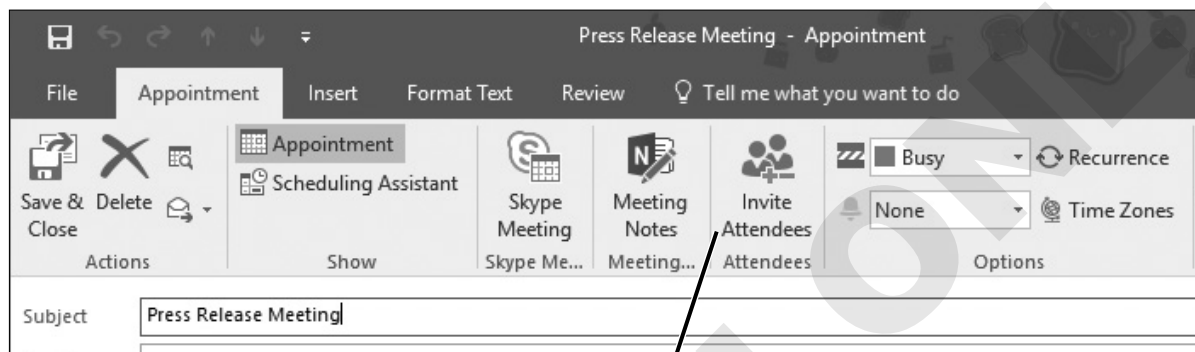 Press Release Meeting - Appointment
File Appointment Insert Format Text Review Tell me what you want to do
Appointment
Scheduling Assistant
Save & Close
Delete
Skype Meeting
Meeting Notes
Invite Attendees
Busy
Recurrence
None
Time Zones
Actions Show Skype Me... Meeting... Attendees Options
Subject Press Release Meeting